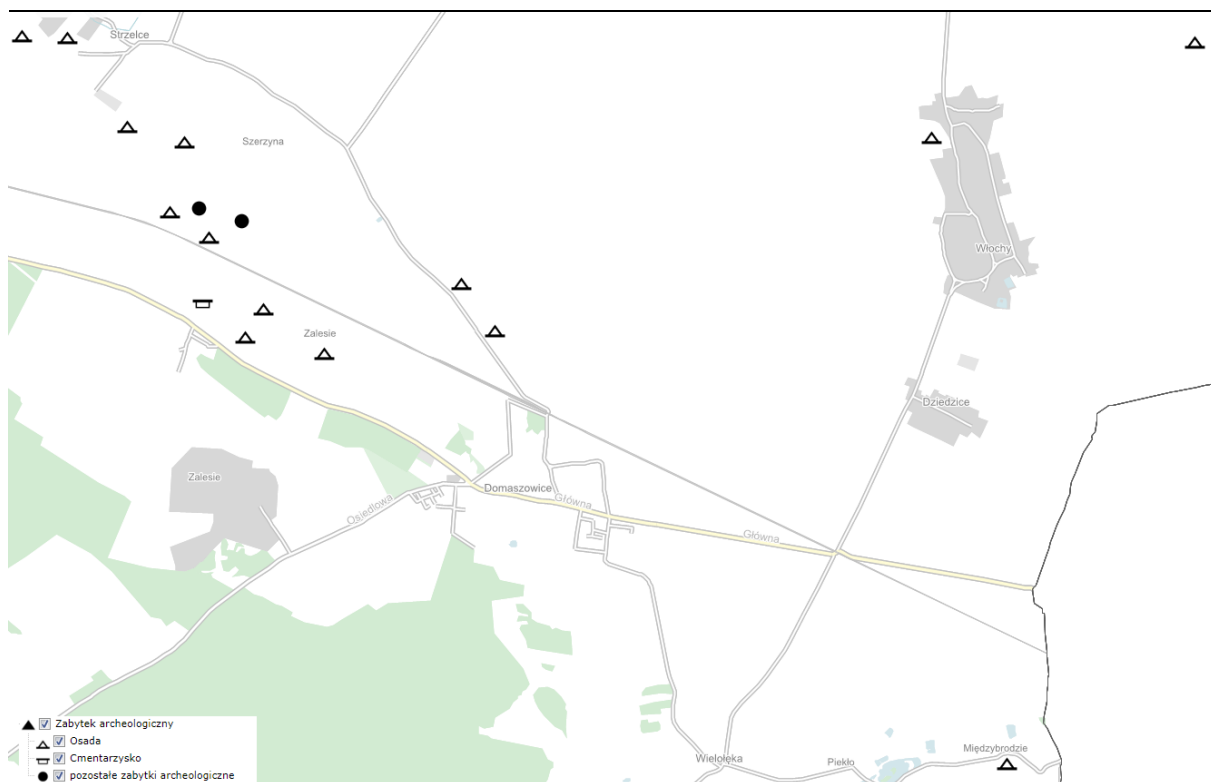 Strzelce
Szerzyna
Włochy
Zalesie
Dziedzice
Zalesie
Domaszowice
Osiedlowa
Główna
Główna
Zabytek archeologiczny
Osada
Cmentarzysko
pozostałe zabytki archeologiczne
Wielołęka
Piekło
Międzybrodzie